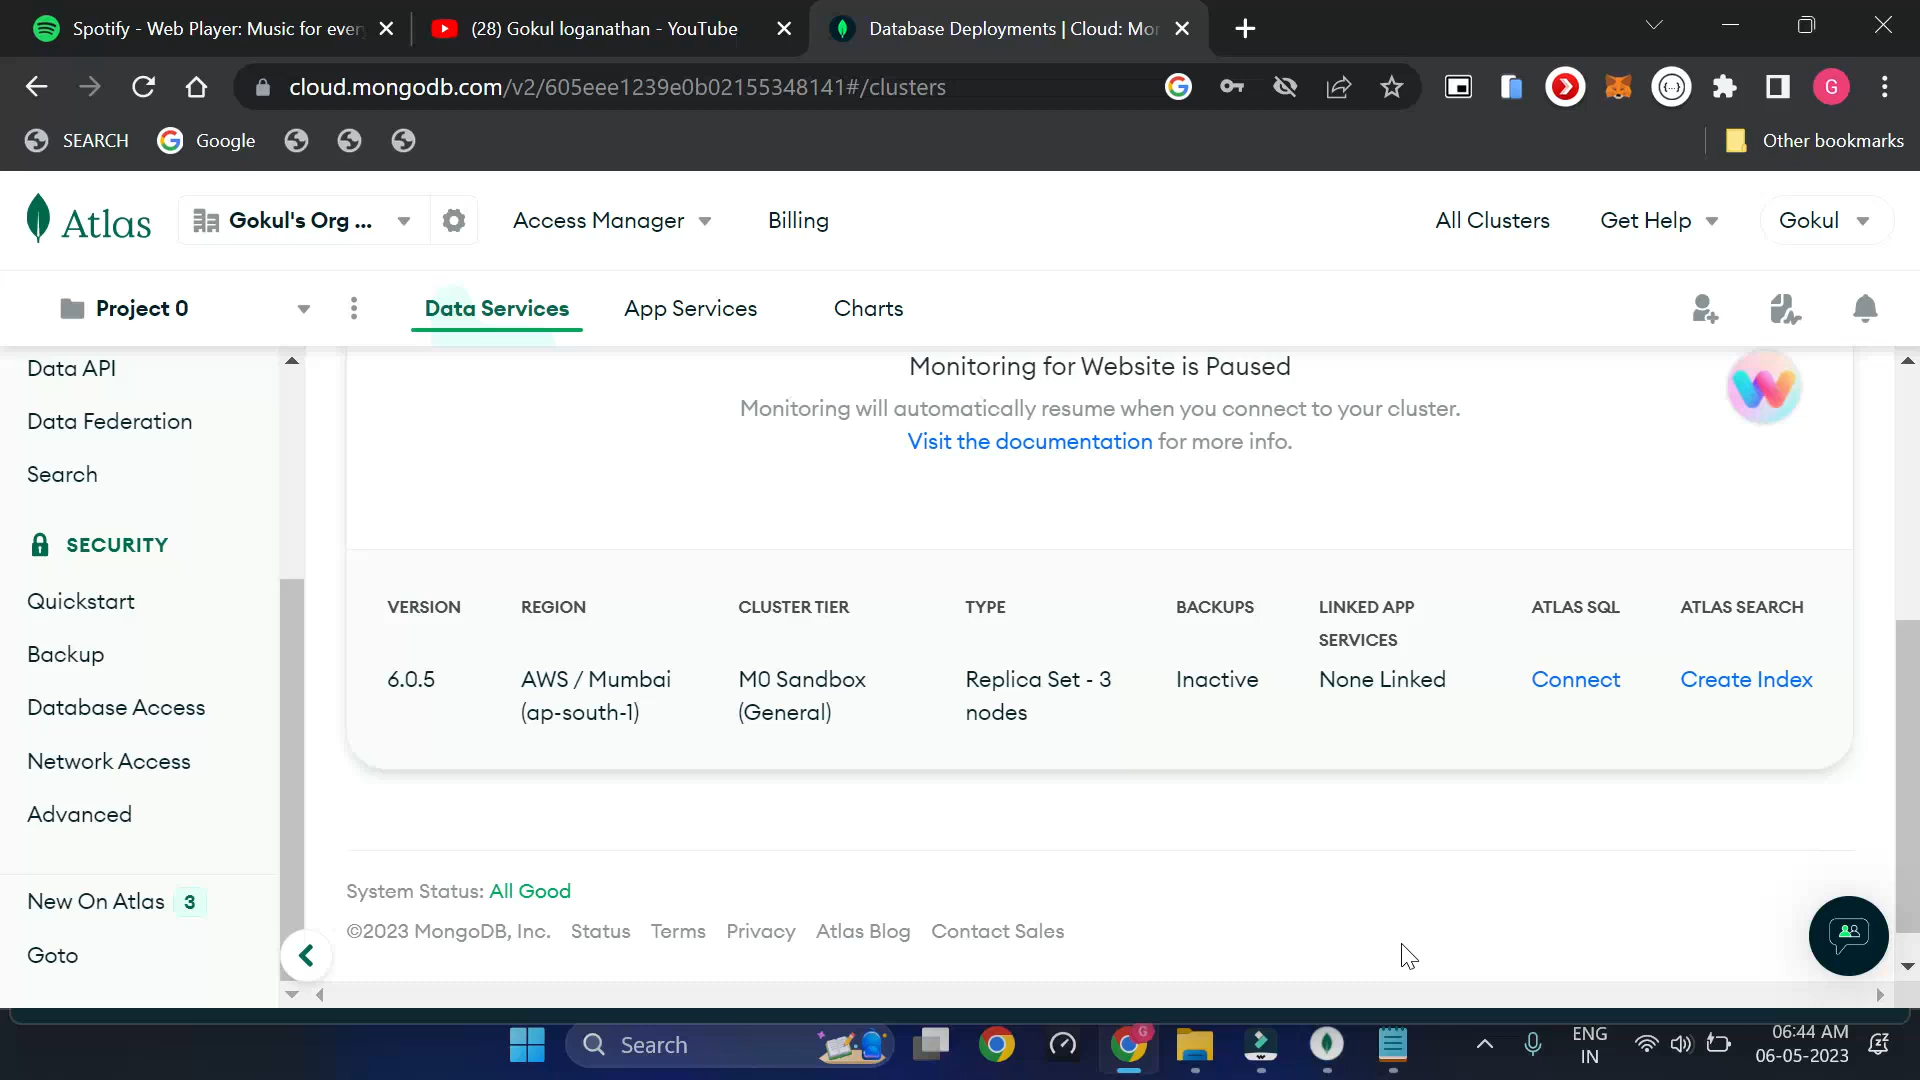 Spotify - Web Player: Music for ever
(28) Gokul loganathan - YouTube
Database Deployments | Cloud: Mon
cloud.mongodb.com/v2/605eee1239e0b02155348141#/clusters
G
SEARCH
Google
Other bookmarks
Atlas
Gokul's Org ...
Access Manager
Billing
All Clusters
Get Help
Gokul
Project 0
Data Services
App Services
Charts
Data API
Data Federation
Search
SECURITY
Quickstart
Backup
Database Access
Network Access
Advanced
New On Atlas 3
Goto
Monitoring for Website is Paused
Monitoring will automatically resume when you connect to your cluster.
Visit the documentation for more info.
VERSION
6.0.5
REGION
AWS / Mumbai
(ap-south-1)
CLUSTER TIER
M0 Sandbox
(General)
TYPE
Replica Set - 3
nodes
BACKUPS
Inactive
LINKED APP
SERVICES
None Linked
ATLAS SQL
Connect
ATLAS SEARCH
Create Index
System Status: All Good
©2023 MongoDB, Inc. Status Terms Privacy Atlas Blog Contact Sales
Search
G
ENG
IN
06:44 AM
06-05-2023